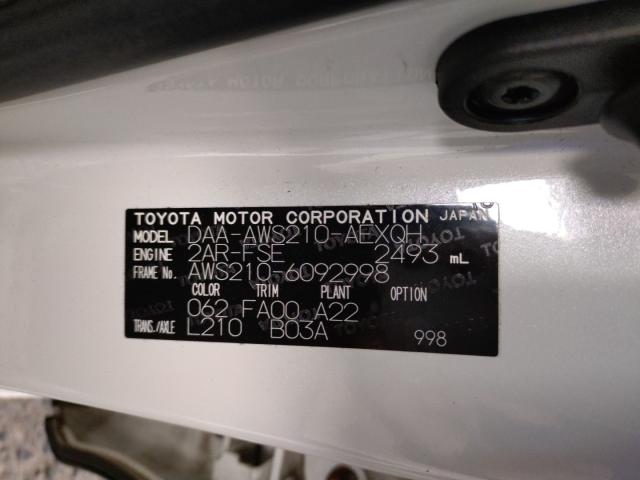 TOYOTA MOTOR CORPORATION JAPAN
MODEL DAA-AWS210-AEXQH
ENGINE 2AR-FSE 2493 mL
FRAME No. AWS210-6092998
COLOR TRIM PLANT OPTION
062 FA00 A22
TRANS./AXLE L210 B03A
998